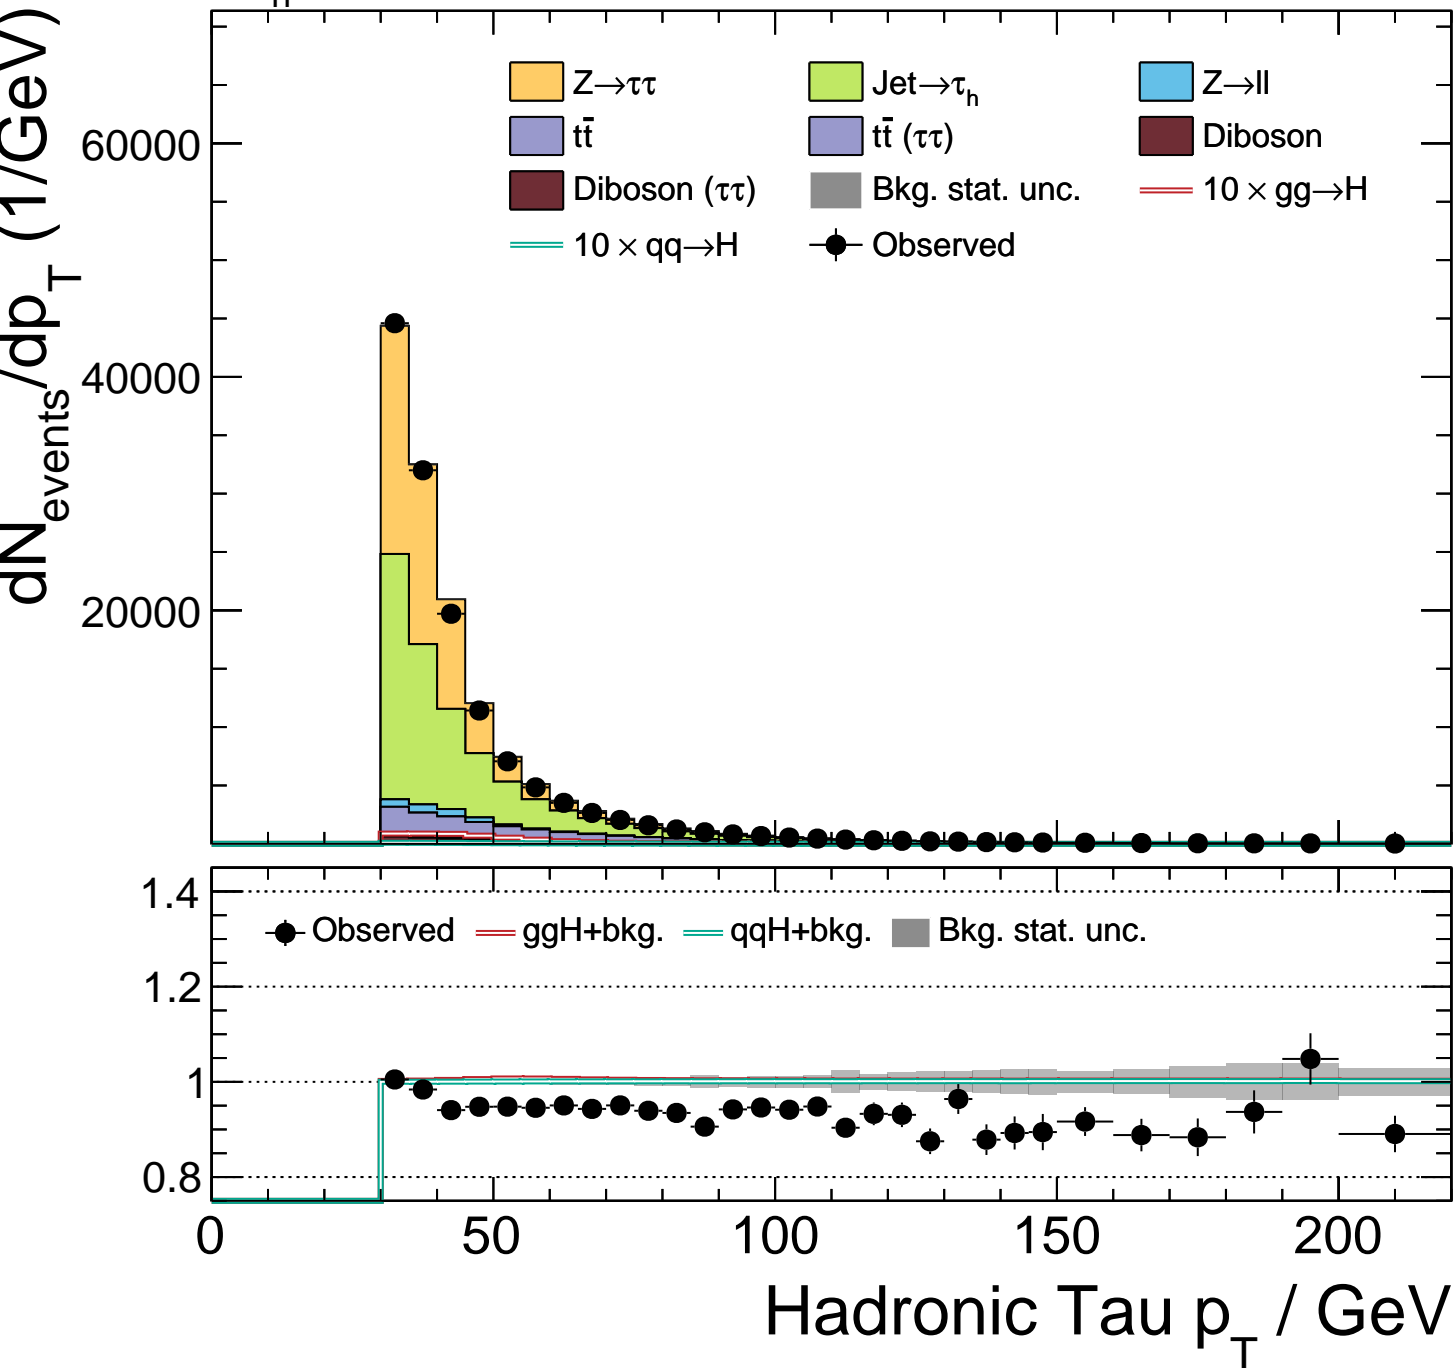 dN_events/dp_T (1/GeV)
60000
40000
20000
Z→ττ
Jet→τ_h
Z→ll
tt̄
tt̄ (ττ)
Diboson
Diboson (ττ)
Bkg. stat. unc.
10 × gg→H
10 × qq→H
Observed
1.4
1.2
1
0.8
Observed
ggH+bkg.
qqH+bkg.
Bkg. stat. unc.
0 50 100 150 200
Hadronic Tau p_T / GeV